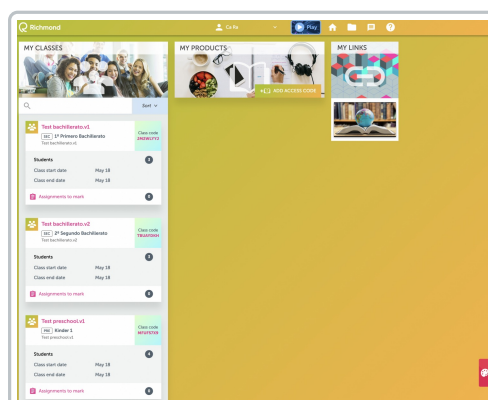 Richmond
Ca Ra
Play
MY CLASSES
MY PRODUCTS
ADD ACCESS CODE
MY LINKS
Sort
Test bachillerato.v1
SEC 1º Primero Bachillerato
Test bachillerato.v1
Class code
Students
Class start date May 18
Class end date May 18
Assignments to mark
Test bachillerato.v2
SEC 2º Segundo Bachillerato
Test bachillerato.v2
Class code
Students
Class start date May 18
Class end date May 18
Assignments to mark
Test preschool.v1
Kinder 1
Test preschool.v1
Class code
Students
Class start date May 18
Class end date May 18
Assignments to mark